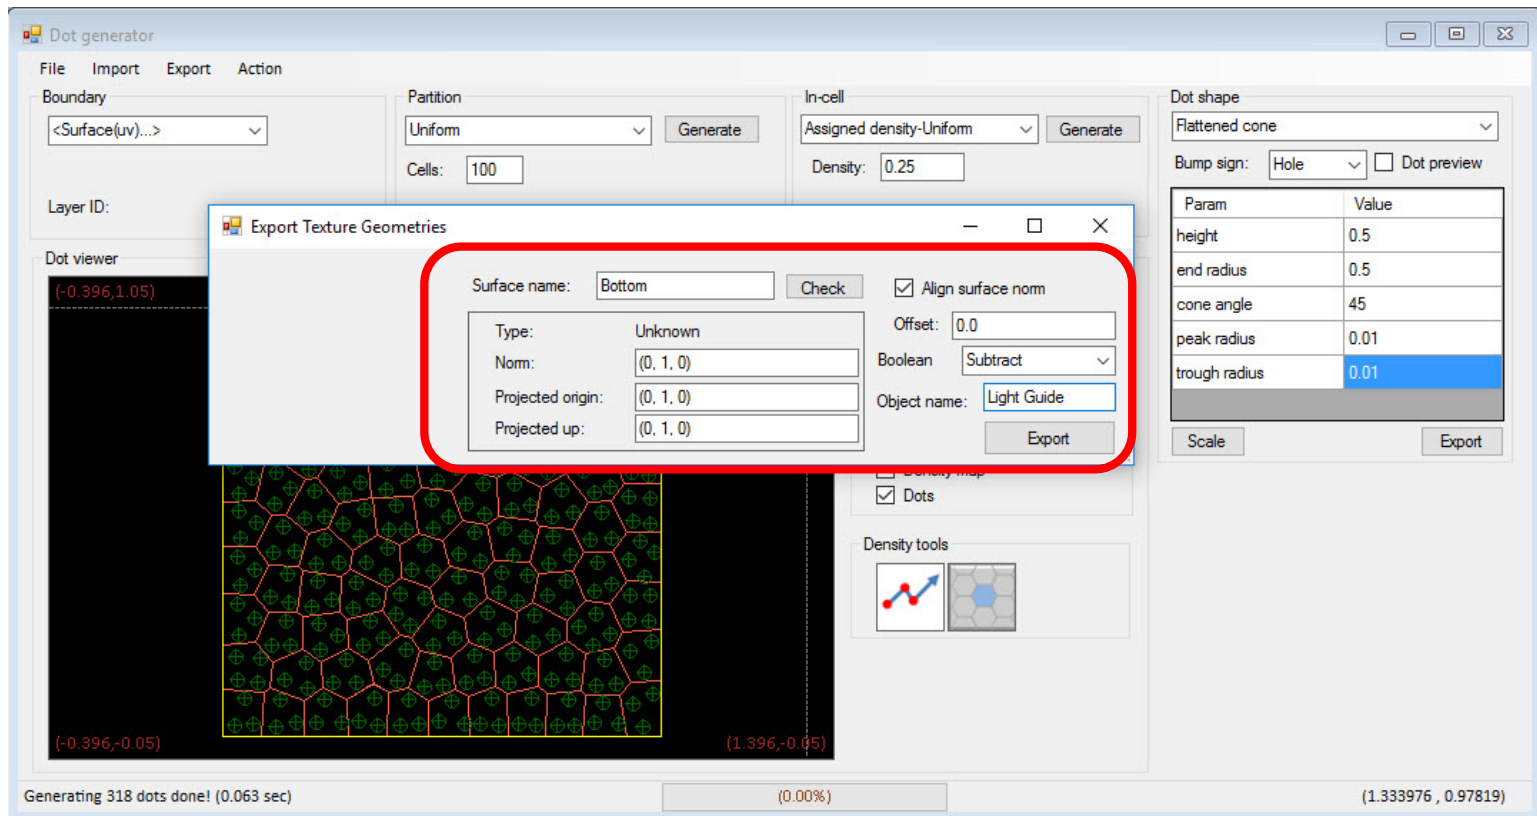 Dot generator
File Import Export Action
Boundary
<Surface(uv)...>
Layer ID:
Partition
Uniform
Generate
Cells: 100
In-cell
Assigned density-Uniform
Generate
Density: 0.25
Dot shape
Flattened cone
Bump sign: Hole
Dot preview
Param Value
height 0.5
end radius 0.5
cone angle 45
peak radius 0.01
trough radius 0.01
Scale
Export
Export Texture Geometries
Surface name: Bottom
Check
Type: Unknown
Norm: (0, 1, 0)
Projected origin: (0, 1, 0)
Projected up: (0, 1, 0)
Align surface norm
Offset: 0.0
Boolean Subtract
Object name: Light Guide
Export
Dot viewer
(-0.396,1.05)
(-0.396,-0.05)
(1.396,-0.05)
Density map
Dots
Density tools
Generating 318 dots done! (0.063 sec)
(0.00%)
(1.333976 , 0.97819)